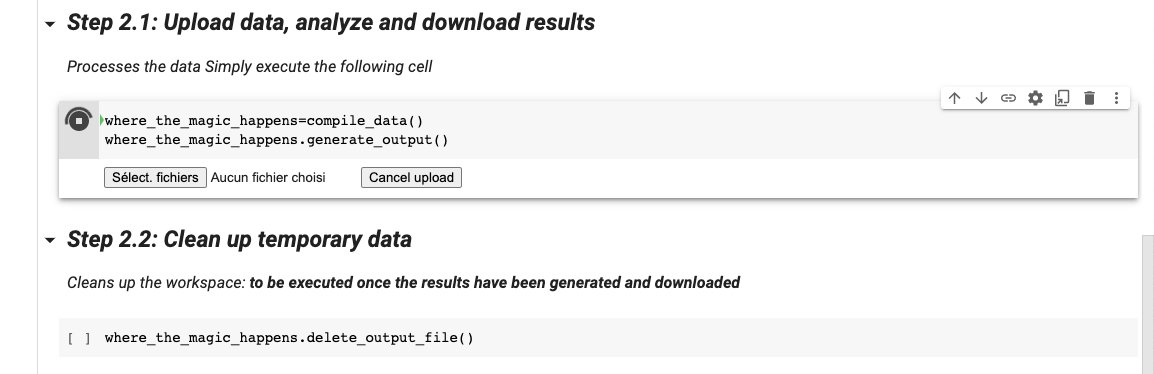 Step 2.1: Upload data, analyze and download results
Processes the data Simply execute the following cell
where_the_magic_happens=compile_data()
where_the_magic_happens.generate_output()
Sélect. fichiers Aucun fichier choisi Cancel upload
Step 2.2: Clean up temporary data
Cleans up the workspace: to be executed once the results have been generated and downloaded
[ ] where_the_magic_happens.delete_output_file()